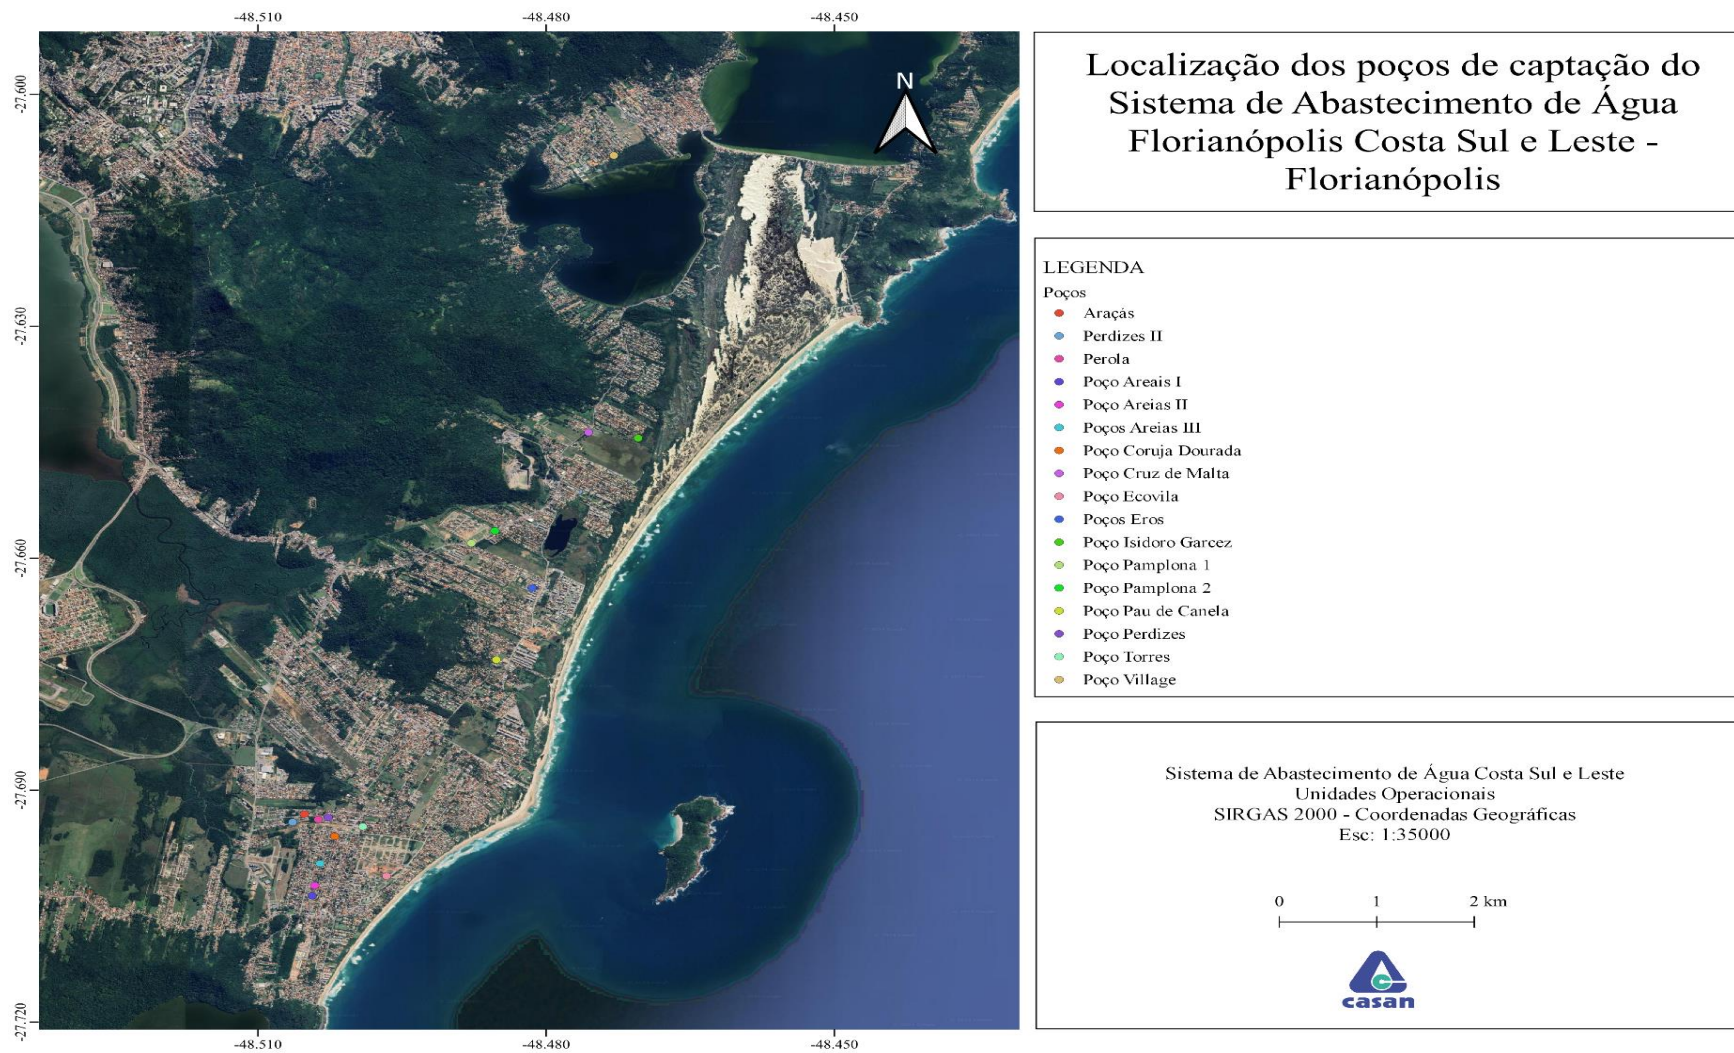 -48.510
-48.480
-48.450
-27.600
-27.630
-27.660
-27.690
-27.720
N
-48.510
-48.480
-48.450
Localização dos poços de captação do
Sistema de Abastecimento de Água
Florianópolis Costa Sul e Leste -
Florianópolis
LEGENDA
Poços
Araçás
Perdizes II
Perola
Poço Areais I
Poço Areias II
Poços Areias III
Poço Coruja Dourada
Poço Cruz de Malta
Poço Ecovila
Poços Eros
Poço Isidoro Garcez
Poço Pamplona 1
Poço Pamplona 2
Poço Pau de Canela
Poço Perdizes
Poço Torres
Poço Village
Sistema de Abastecimento de Água Costa Sul e Leste
Unidades Operacionais
SIRGAS 2000 - Coordenadas Geográficas
Esc: 1:35000
0 1 2 km
casan